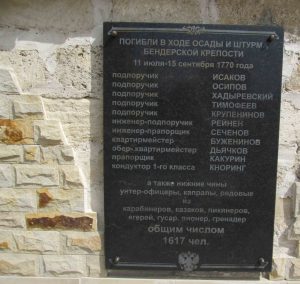 ПОГИБЛИ В ХОДЕ ОСАДЫ И ШТУРМ
БЕНДЕРСКОЙ КРЕПОСТИ
11 июля-15 сентября 1770 года
подпоручик ИСАКОВ
подпоручик ОСИПОВ
подпоручик ХАДЫРЕВСКИЙ
подпоручик ТИМОФЕЕВ
подпоручик КРУПЕНИНОВ
инженер-подпоручик РЕЙНЕН
инженер-прапорщик СЕЧЕНОВ
квартирмейстер БУЖЕНИНОВ
обер-квартирмейстер ДЬЯЧКОВ
прапорщик КАКУРИН
кондуктор 1-го класса КНОРИНГ
а также нижние чины
унтер-офицеры, капралы, рядовые
из
карабинеров, казаков, пикинеров,
егерей, гусар, пионер, гренадер
общим числом
1617 чел.